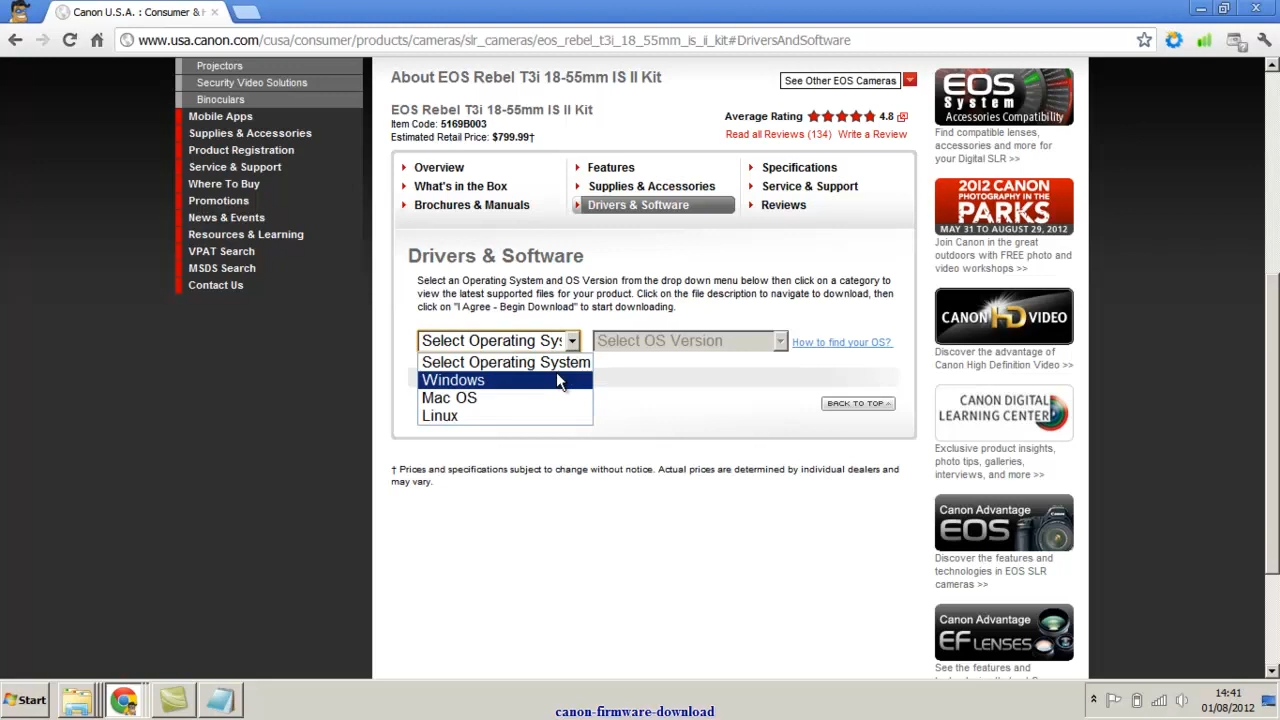 Canon U.S.A. : Consumer & H
www.usa.canon.com/cusa/consumer/products/cameras/slr_cameras/eos_rebel_t3i_18_55mm_is_ii_kit#DriversAndSoftware
Projectors
Security Video Solutions
Binoculars
Mobile Apps
Supplies & Accessories
Product Registration
Service & Support
Where To Buy
Promotions
News & Events
Resources & Learning
VPAT Search
MSDS Search
Contact Us
About EOS Rebel T3i 18-55mm IS II Kit
See Other EOS Cameras
EOS Rebel T3i 18-55mm IS II Kit
Item Code: 5169B003
Estimated Retail Price: $799.99†
Average Rating 4.8
Read all Reviews (134) Write a Review
Overview
Features
Specifications
What's in the Box
Supplies & Accessories
Service & Support
Brochures & Manuals
Drivers & Software
Reviews
Drivers & Software
Select an Operating System and OS Version from the drop down menu below then click on a category to
view the latest supported files for your product. Click on the file description to navigate to download, then
click on "I Agree - Begin Download" to start downloading.
Select Operating Sys
Select OS Version
How to find your OS?
Select Operating System
Windows
Mac OS
Linux
BACK TO TOP
† Prices and specifications subject to change without notice. Actual prices are determined by individual dealers and
may vary.
EOS
System
Accessories Compatibility
Find compatible lenses,
accessories and more for
your Digital SLR >>
2012 CANON
PHOTOGRAPHY IN THE
PARKS
MAY 31 TO AUGUST 29, 2012
Join Canon in the great
outdoors with FREE photo and
video workshops >>
CANON HD VIDEO
Discover the advantage of
Canon High Definition Video >>
CANON DIGITAL
LEARNING CENTER
Exclusive product insights,
photo tips, galleries,
interviews, and more >>
Canon Advantage
EOS
Discover the features and
technologies in EOS SLR
cameras >>
Canon Advantage
EF LENSES
See the features and
Start
14:41
01/08/2012
canon-firmware-download